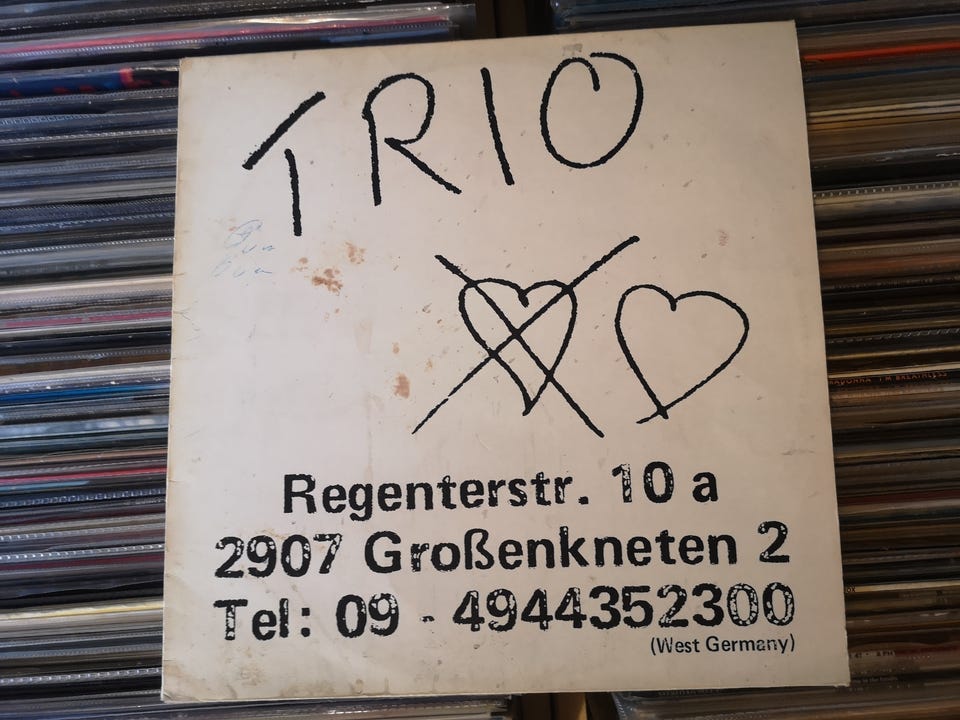 TRIO
Regenterstr. 10 a
2907 Großenkneten 2
Tel: 09 - 4944352300
(West Germany)